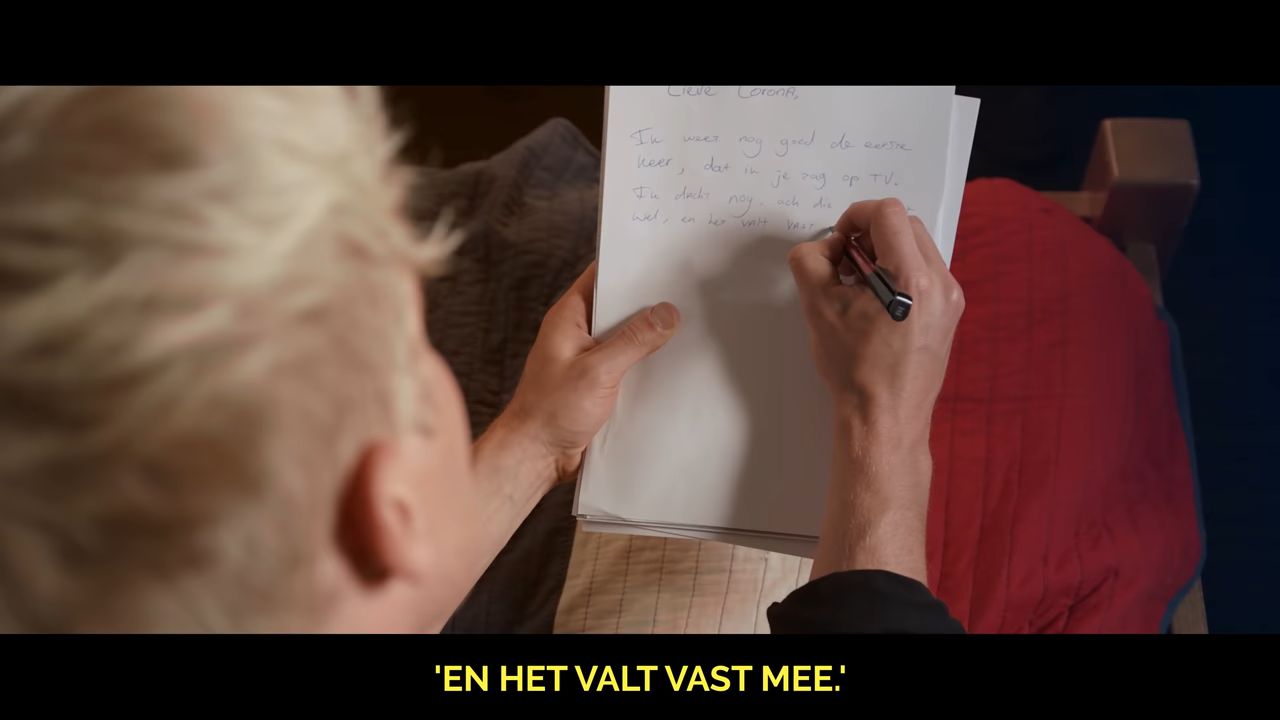 Lieve Corona,
Ik weet nog goed de eerste
keer, dat ik je zag op TV.
Ik dacht nog, ach die
wel, en het valt vast
'EN HET VALT VAST MEE.'